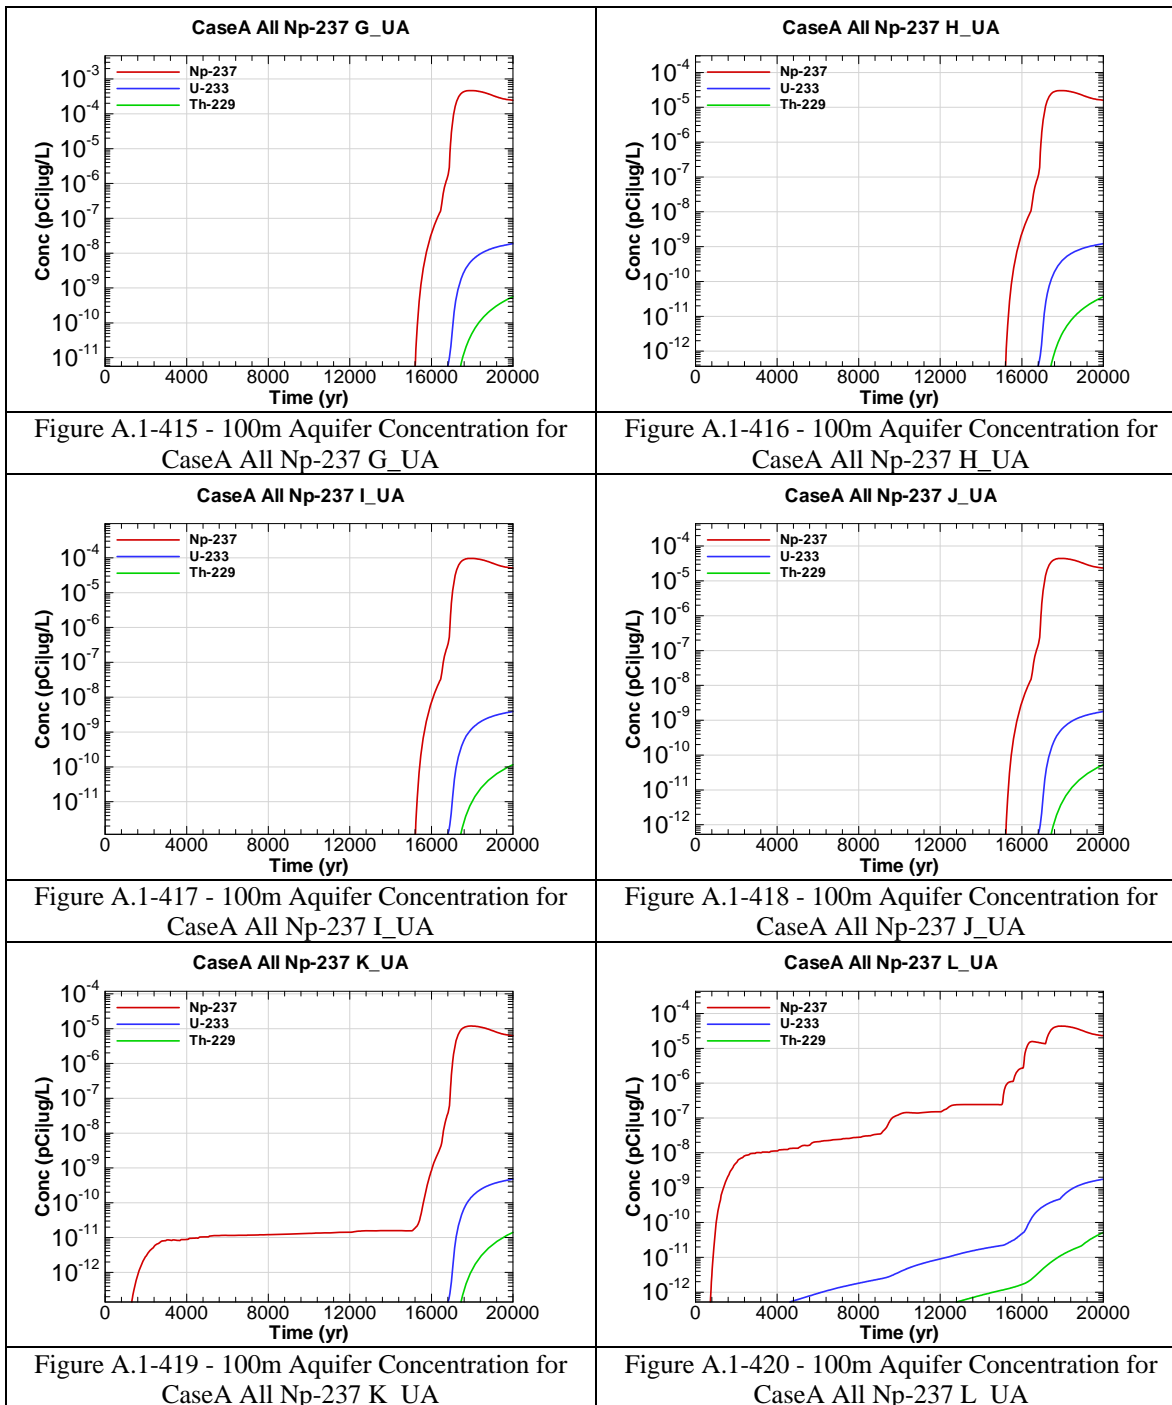 CaseA All Np-237 G_UA
Np-237
U-233
Th-229
Conc (pCi|ug/L)
10-3
10-4
10-5
10-6
10-7
10-8
10-9
10-10
10-11
0 4000 8000 12000 16000 20000
Time (yr)
Figure A.1-415 - 100m Aquifer Concentration for
CaseA All Np-237 G_UA
CaseA All Np-237 H_UA
Np-237
U-233
Th-229
Conc (pCi|ug/L)
10-4
10-5
10-6
10-7
10-8
10-9
10-10
10-11
10-12
0 4000 8000 12000 16000 20000
Time (yr)
Figure A.1-416 - 100m Aquifer Concentration for
CaseA All Np-237 H_UA
CaseA All Np-237 I_UA
Np-237
U-233
Th-229
Conc (pCi|ug/L)
10-4
10-5
10-6
10-7
10-8
10-9
10-10
10-11
0 4000 8000 12000 16000 20000
Time (yr)
Figure A.1-417 - 100m Aquifer Concentration for
CaseA All Np-237 I_UA
CaseA All Np-237 J_UA
Np-237
U-233
Th-229
Conc (pCi|ug/L)
10-4
10-5
10-6
10-7
10-8
10-9
10-10
10-11
10-12
0 4000 8000 12000 16000 20000
Time (yr)
Figure A.1-418 - 100m Aquifer Concentration for
CaseA All Np-237 J_UA
CaseA All Np-237 K_UA
Np-237
U-233
Th-229
Conc (pCi|ug/L)
10-4
10-5
10-6
10-7
10-8
10-9
10-10
10-11
10-12
0 4000 8000 12000 16000 20000
Time (yr)
Figure A.1-419 - 100m Aquifer Concentration for
CaseA All Np-237 K_UA
CaseA All Np-237 L_UA
Np-237
U-233
Th-229
Conc (pCi|ug/L)
10-4
10-5
10-6
10-7
10-8
10-9
10-10
10-11
10-12
0 4000 8000 12000 16000 20000
Time (yr)
Figure A.1-420 - 100m Aquifer Concentration for
CaseA All Np-237 L_UA